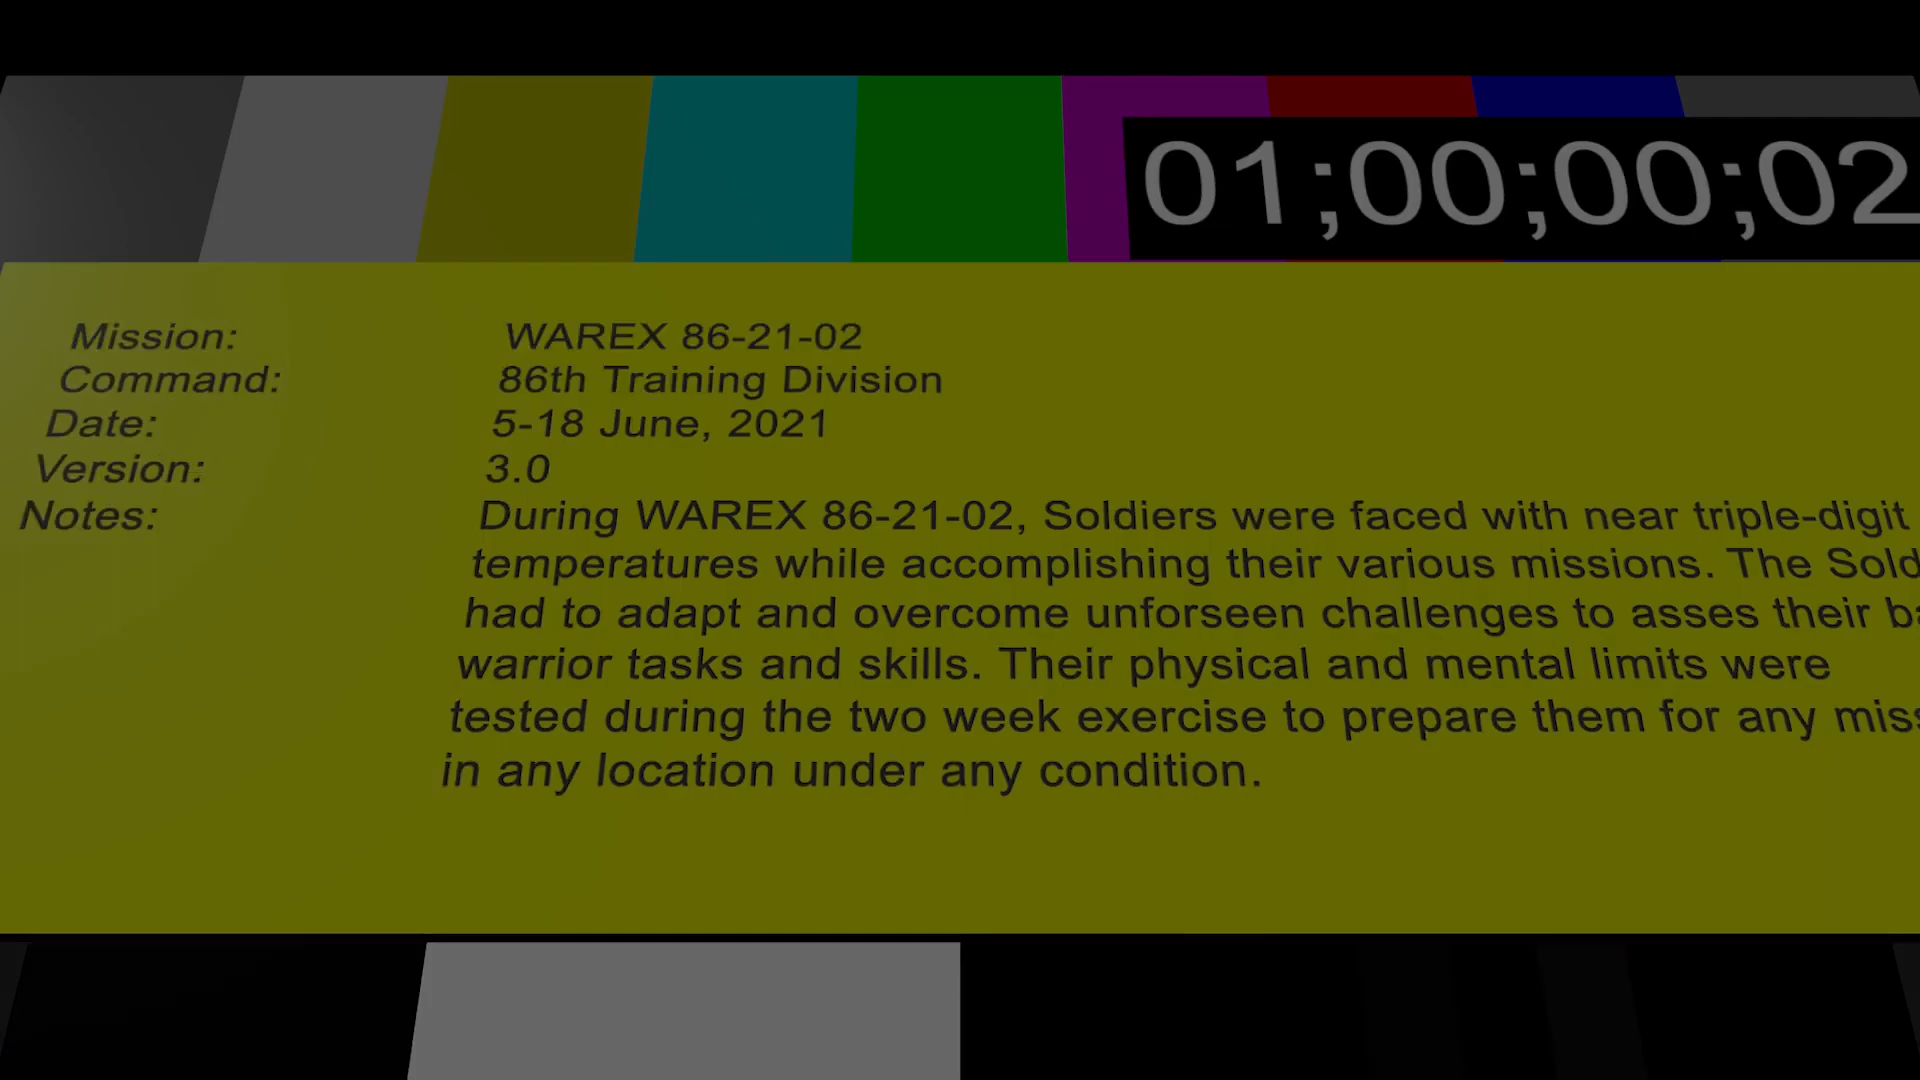 01;00;00;02
Mission: WAREX 86-21-02
Command: 86th Training Division
Date: 5-18 June, 2021
Version: 3.0
Notes: During WAREX 86-21-02, Soldiers were faced with near triple-digit
temperatures while accomplishing their various missions. The
had to adapt and overcome unforseen challenges to asses their
warrior tasks and skills. Their physical and mental limits were
tested during the two week exercise to prepare them for any
in any location under any condition.